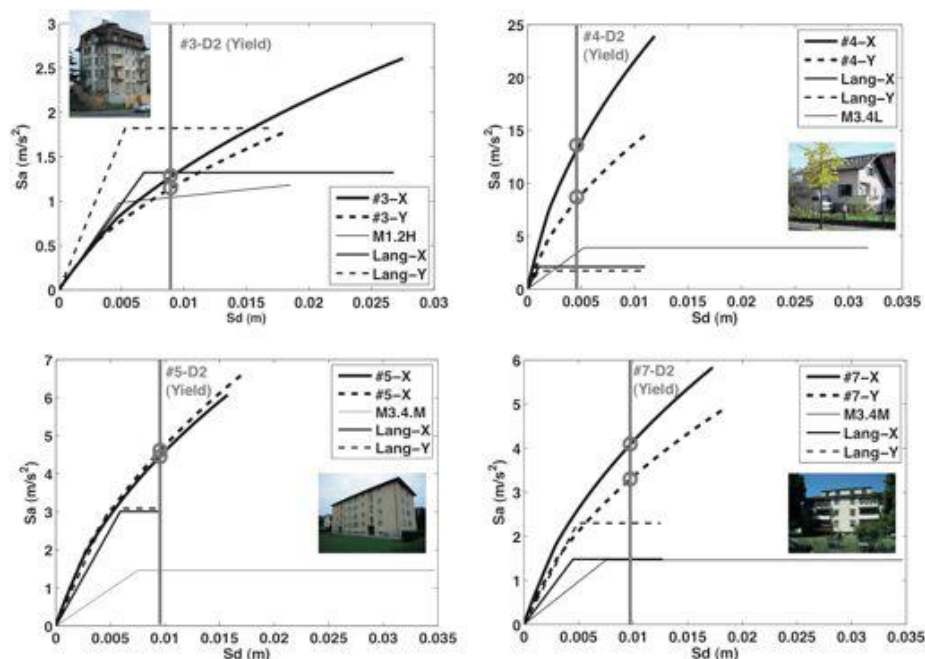 #3-D2 (Yield)
3
2.5
2
1.5
1
0.5
0
Sa (m/s²)
#3-X
#3-Y
M1.2H
Lang-X
Lang-Y
0 0.005 0.01 0.015 0.02 0.025 0.03
Sd (m)
#4-D2
(Yield)
25
20
15
10
5
0
Sa (m/s²)
#4-X
#4-Y
Lang-X
Lang-Y
M3.4L
0 0.005 0.01 0.015 0.02 0.025 0.03 0.035
Sd (m)
#5-D2
(Yield)
7
6
5
4
3
2
1
0
Sa (m/s²)
#5-X
#5-X
M3.4.M
Lang-X
Lang-Y
0 0.005 0.01 0.015 0.02 0.025 0.03 0.035
Sd (m)
#7-D2
(Yield)
6
5
4
3
2
1
0
Sa (m/s²)
#7-X
#7-Y
M3.4M
Lang-X
Lang-Y
0 0.005 0.01 0.015 0.02 0.025 0.03 0.035
Sd (m)